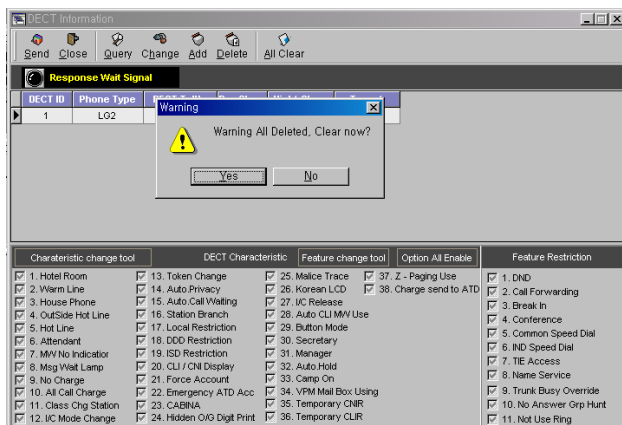 DECT Information
Send Close Query Change Add Delete All Clear
Response Wait Signal
DECT ID Phone Type
1 LG2
Warning
Warning All Deleted, Clear now?
Yes No
Charateristic change tool DECT Characteristic Feature change tool Option All Enable Feature Restriction
1. Hotel Room
2. Warm Line
3. House Phone
4. OutSide Hot Line
5. Hot Line
6. Attendant
7. MW No Indicatior
8. Msg Wait Lamp
9. No Charge
10. All Call Charge
11. Class Chg Station
12. I/C Mode Change
13. Token Change
14. Auto.Privacy
15. Auto.Call Waiting
16. Station Branch
17. Local Restriction
18. DDD Restriction
19. ISD Restriction
20. CLI / CNI Display
21. Force Account
22. Emergency ATD Acc
23. CABINA
24. Hidden O/G Digit Print
25. Malice Trace
26. Korean LCD
27. I/C Release
28. Auto CLI MW Use
29. Button Mode
30. Secretary
31. Manager
32. Auto.Hold
33. Camp On
34. VPM Mail Box Using
35. Temporary CNIR
36. Temporary CLIR
37. Z - Paging Use
38. Charge send to ATD
1. DND
2. Call Forwarding
3. Break In
4. Conference
5. Common Speed Dial
6. IND Speed Dial
7. TIE Access
8. Name Service
9. Trunk Busy Override
10. No Answer Grp Hunt
11. Not Use Ring